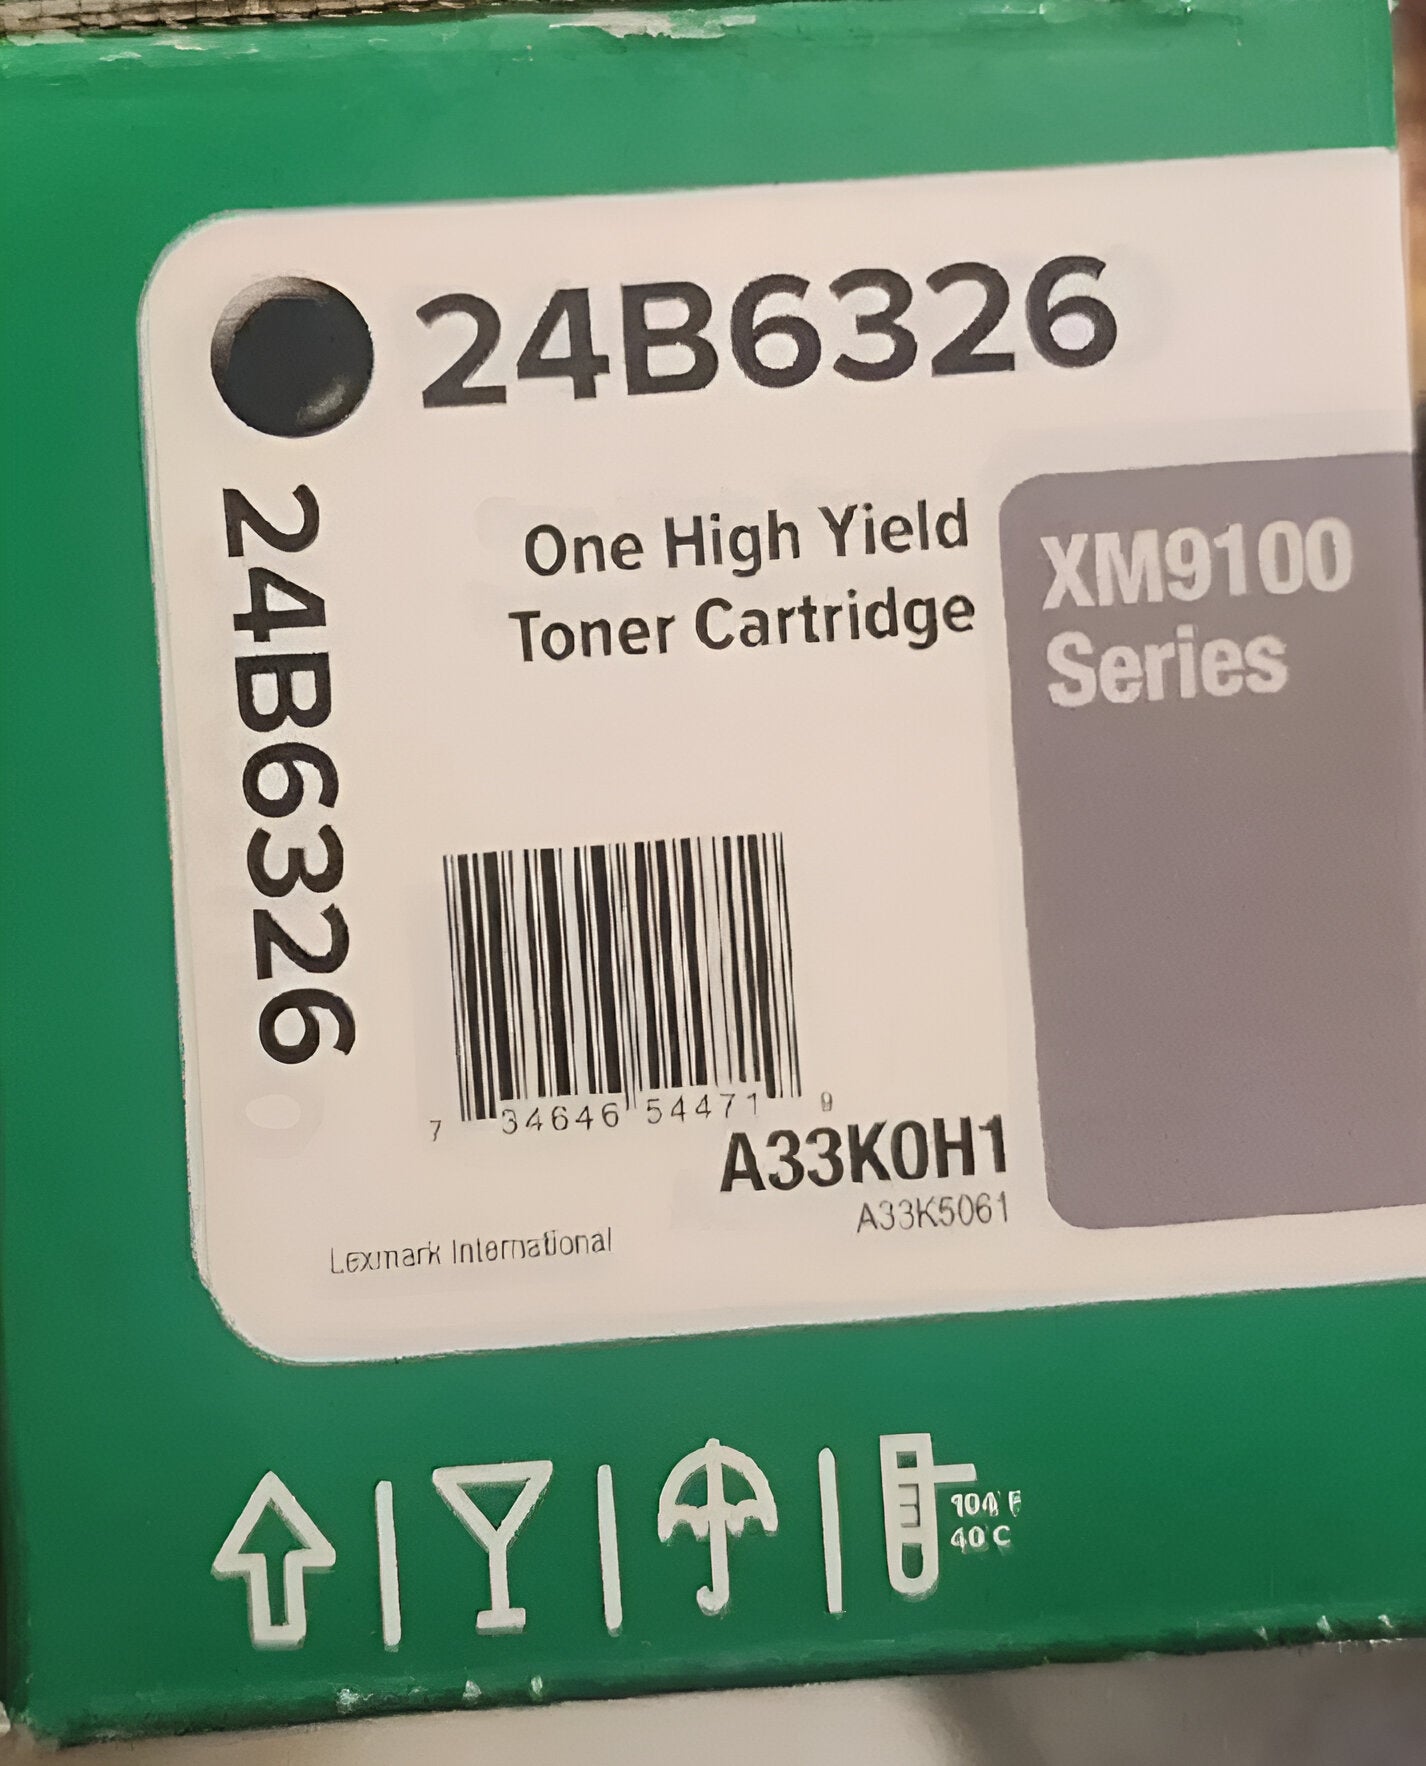 24B6326
24B6326
One High Yield
Toner Cartridge
XM9100
Series
7 34646 54471 9
A33K0H1
A33K5061
Lexmark International
104°F
40°C